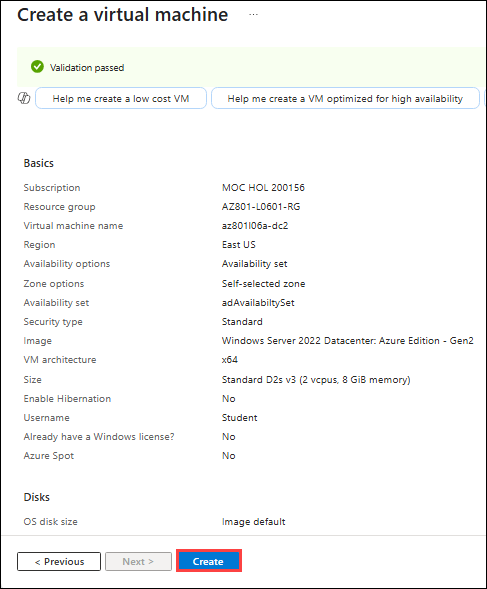 Create a virtual machine ...
Validation passed
Help me create a low cost VM Help me create a VM optimized for high availability
Basics
Subscription MOC HOL 200156
Resource group AZ801-L0601-RG
Virtual machine name az801l06a-dc2
Region East US
Availability options Availability set
Zone options Self-selected zone
Availability set adAvailabiltySet
Security type Standard
Image Windows Server 2022 Datacenter: Azure Edition - Gen2
VM architecture x64
Size Standard D2s v3 (2 vcpus, 8 GiB memory)
Enable Hibernation No
Username Student
Already have a Windows license? No
Azure Spot No
Disks
OS disk size Image default
< Previous Next > Create